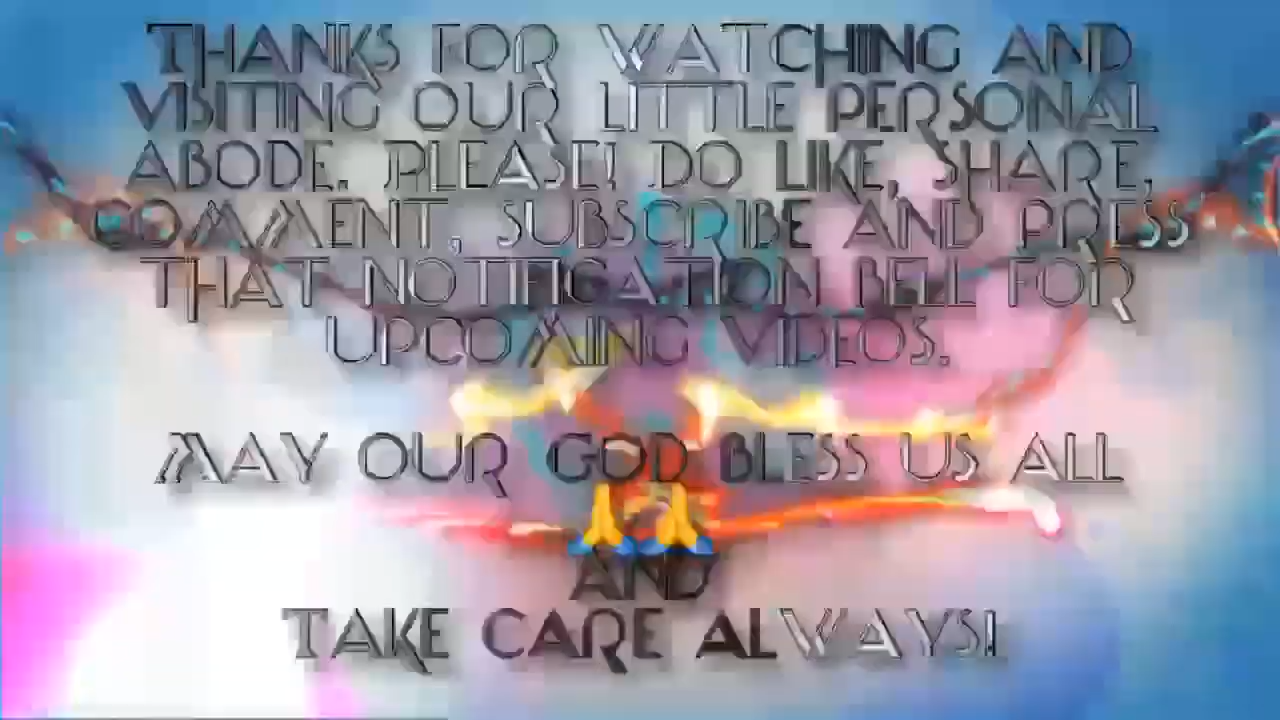 THANKS FOR WATCHING AND
VISITING OUR LITTLE PERSONAL
ABODE. PLEASE! DO LIKE, SHARE,
COMMENT, SUBSCRIBE AND PRESS
THAT NOTIFICATION BELL FOR
UPCOMING VIDEOS.
MAY OUR GOD BLESS US ALL
🙏🙏
AND
TAKE CARE ALWAYS!